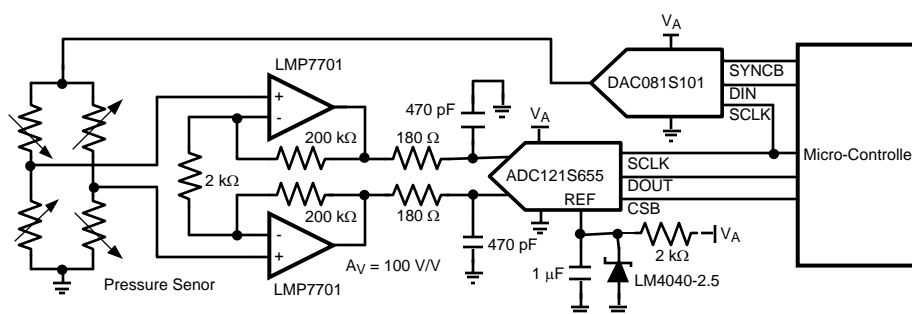 VA
LMP7701
DAC081S101
SYNCB
DIN
SCLK
+
-
470 pF
VA
200 kΩ
180 Ω
2 kΩ
ADC121S655
SCLK
Micro-Controller
DOUT
200 kΩ
180 Ω
REF
CSB
-
+
470 pF
VA
2 kΩ
AV = 100 V/V
1 μF
LM4040-2.5
Pressure Senor
LMP7701